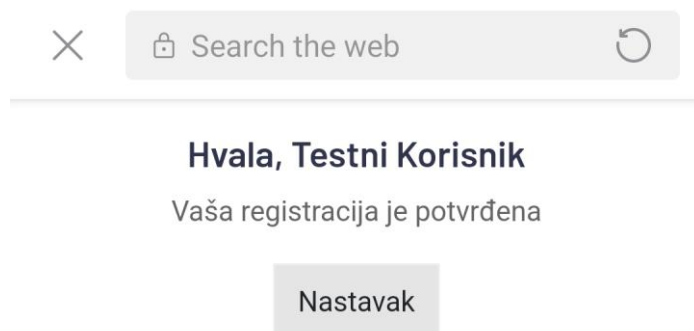 Search the web
Hvala, Testni Korisnik
Vaša registracija je potvrđena
Nastavak